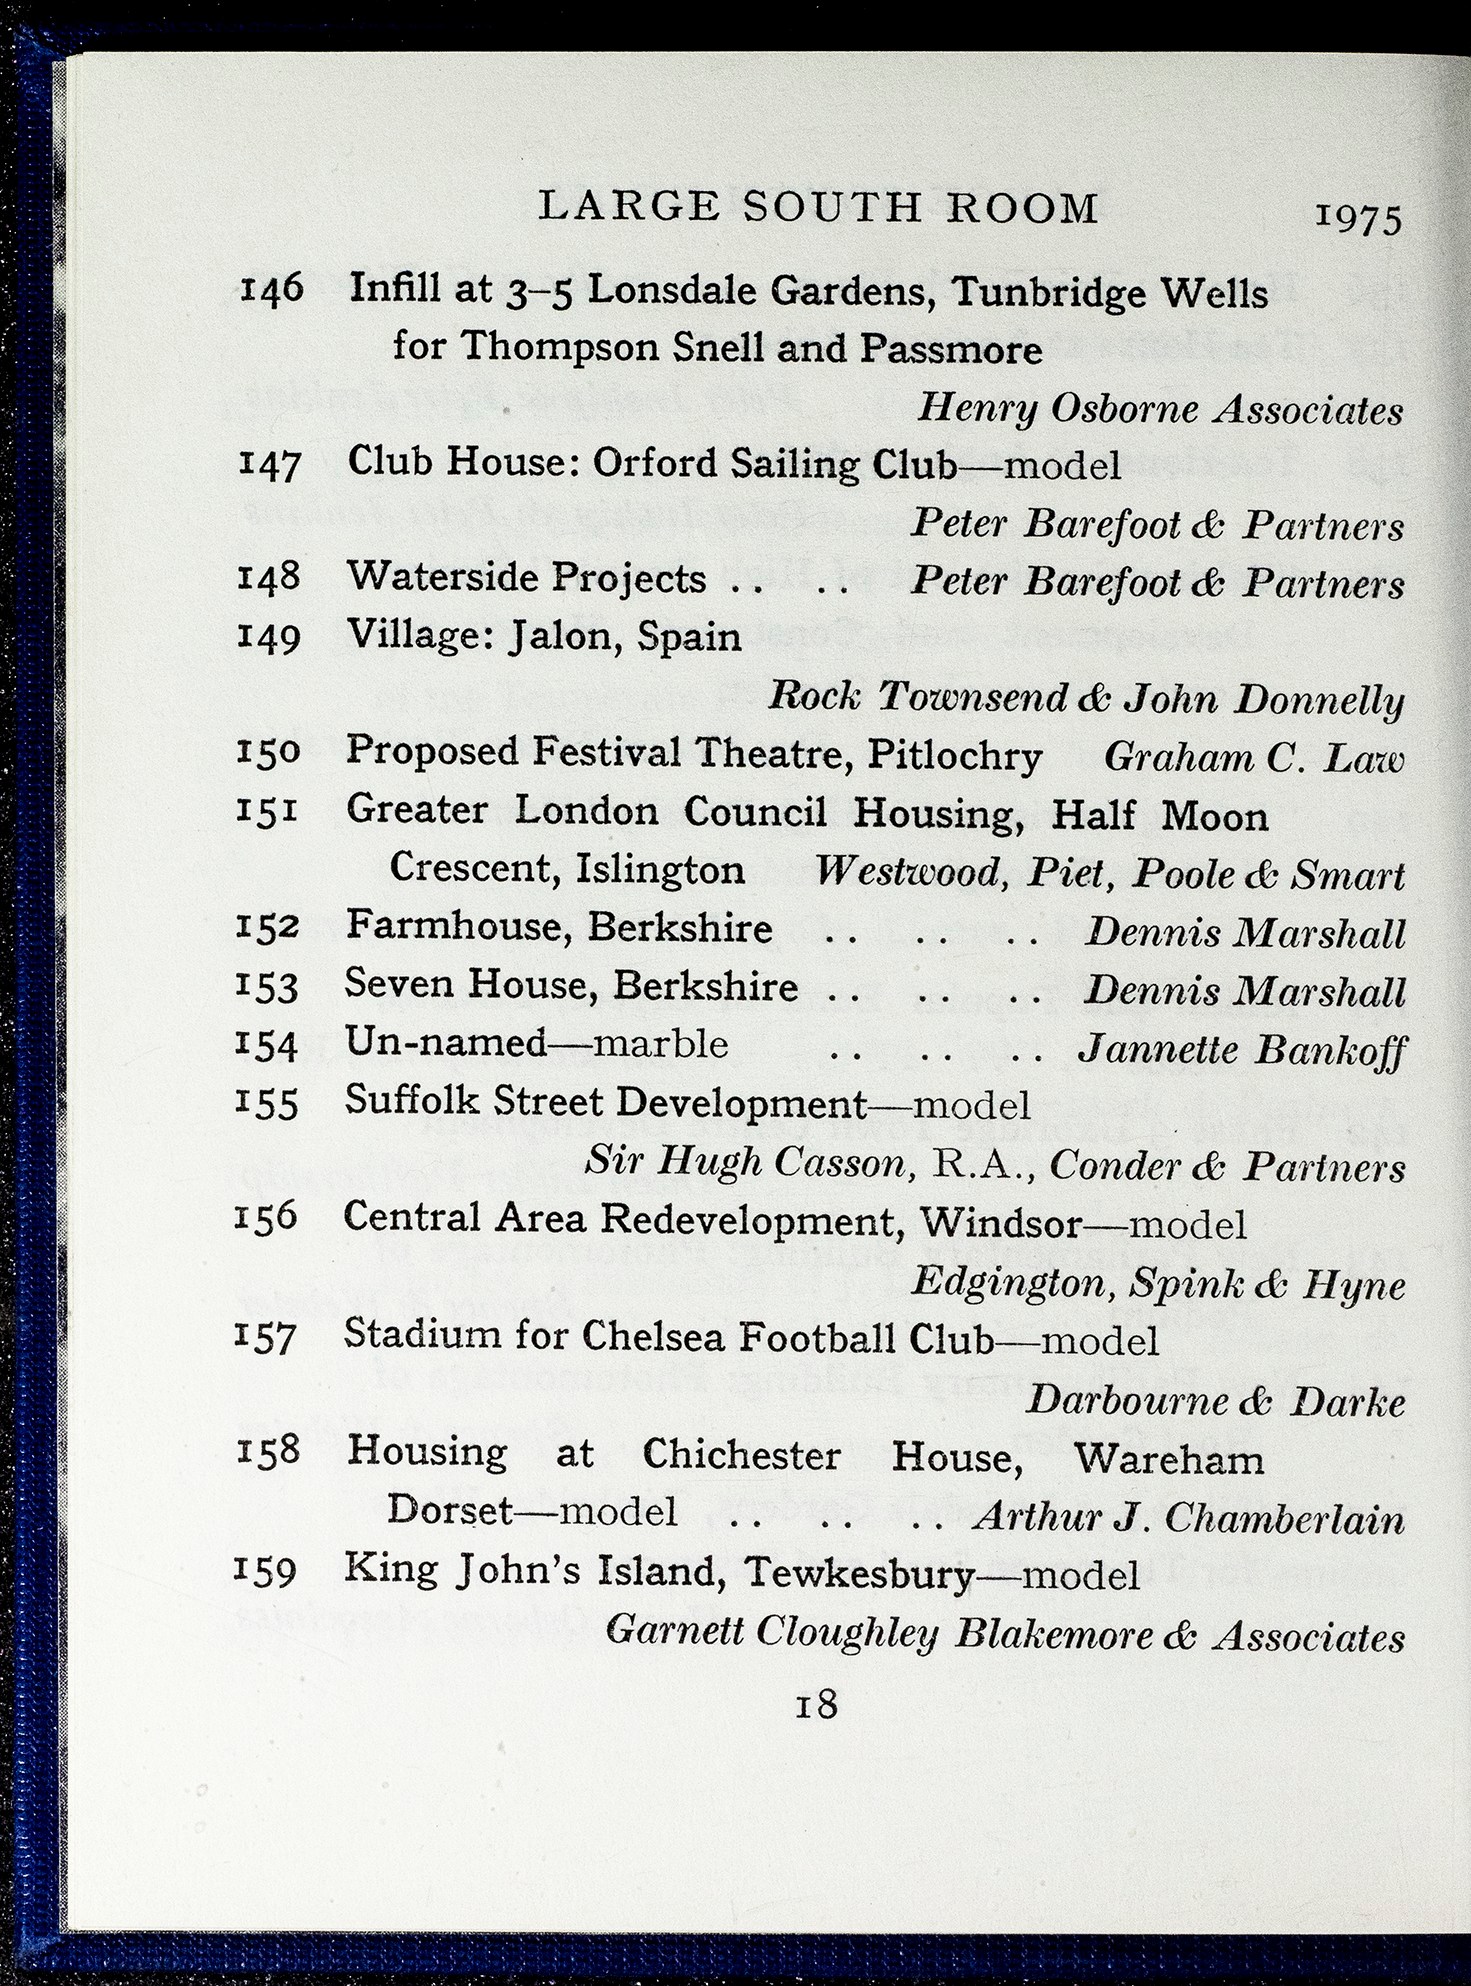 LARGE SOUTH ROOM 1975
146 Infill at 3–5 Lonsdale Gardens, Tunbridge Wells
for Thompson Snell and Passmore
Henry Osborne Associates
147 Club House: Orford Sailing Club—model
Peter Barefoot & Partners
148 Waterside Projects .. .. Peter Barefoot & Partners
149 Village: Jalon, Spain
Rock Townsend & John Donnelly
150 Proposed Festival Theatre, Pitlochry Graham C. Law
151 Greater London Council Housing, Half Moon
Crescent, Islington Westwood, Piet, Poole & Smart
152 Farmhouse, Berkshire .. .. .. Dennis Marshall
153 Seven House, Berkshire .. .. .. Dennis Marshall
154 Un-named—marble .. .. .. Jannette Bankoff
155 Suffolk Street Development—model
Sir Hugh Casson, R.A., Conder & Partners
156 Central Area Redevelopment, Windsor—model
Edgington, Spink & Hyne
157 Stadium for Chelsea Football Club—model
Darbourne & Darke
158 Housing at Chichester House, Wareham
Dorset—model .. .. .. Arthur J. Chamberlain
159 King John's Island, Tewkesbury—model
Garnett Cloughley Blakemore & Associates
18